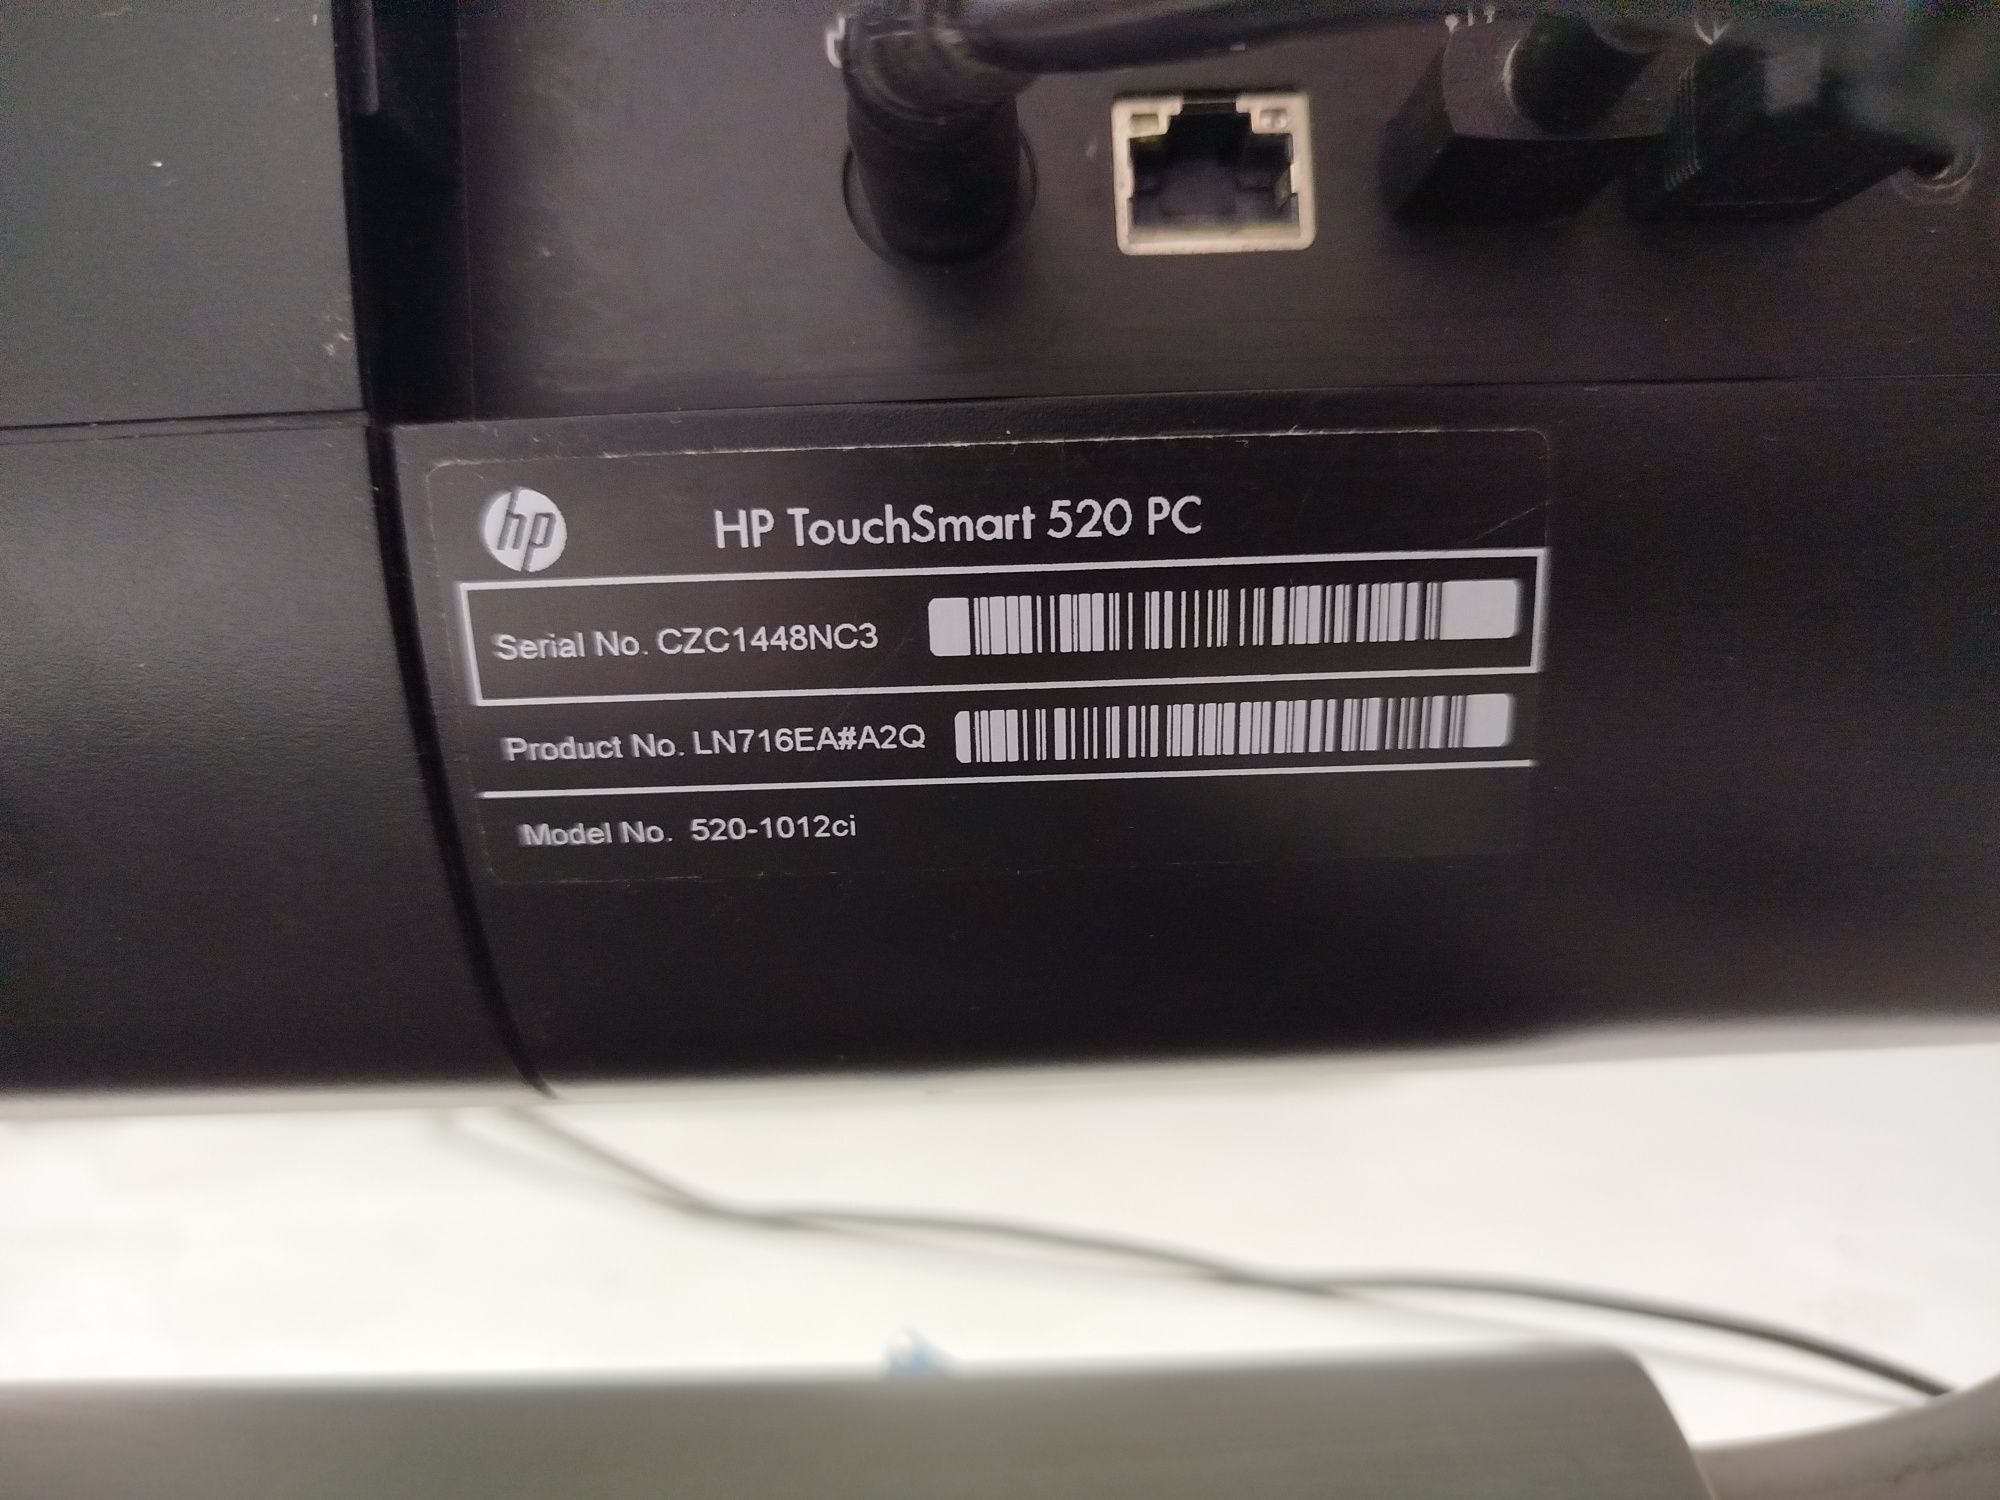 hp
HP TouchSmart 520 PC
Serial No. CZC1448NC3
Product No. LN716EA#A2Q
Model No. 520-1012ci